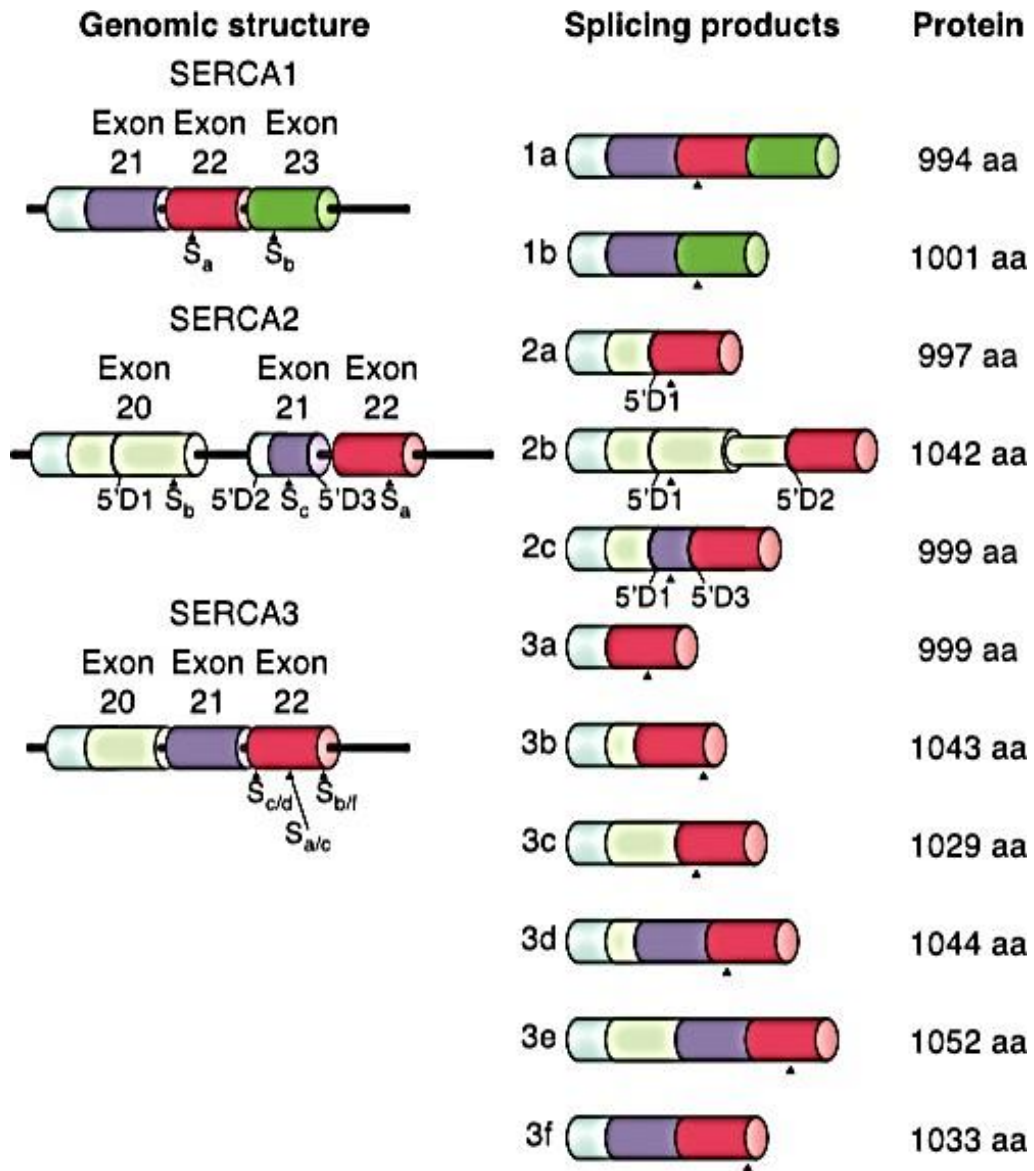 Genomic structure
Splicing products
Protein
SERCA1
Exon Exon Exon
21 22 23
Sa Sb
SERCA2
Exon Exon Exon
20 21 22
5'D1 Sb 5'D2 Sc 5'D3 Sa
SERCA3
Exon Exon Exon
20 21 22
Sc/d Sb/f
Sa/c
1a 994 aa
1b 1001 aa
2a 997 aa
5'D1
2b 1042 aa
5'D1 5'D2
2c 999 aa
5'D1 5'D3
3a 999 aa
3b 1043 aa
3c 1029 aa
3d 1044 aa
3e 1052 aa
3f 1033 aa